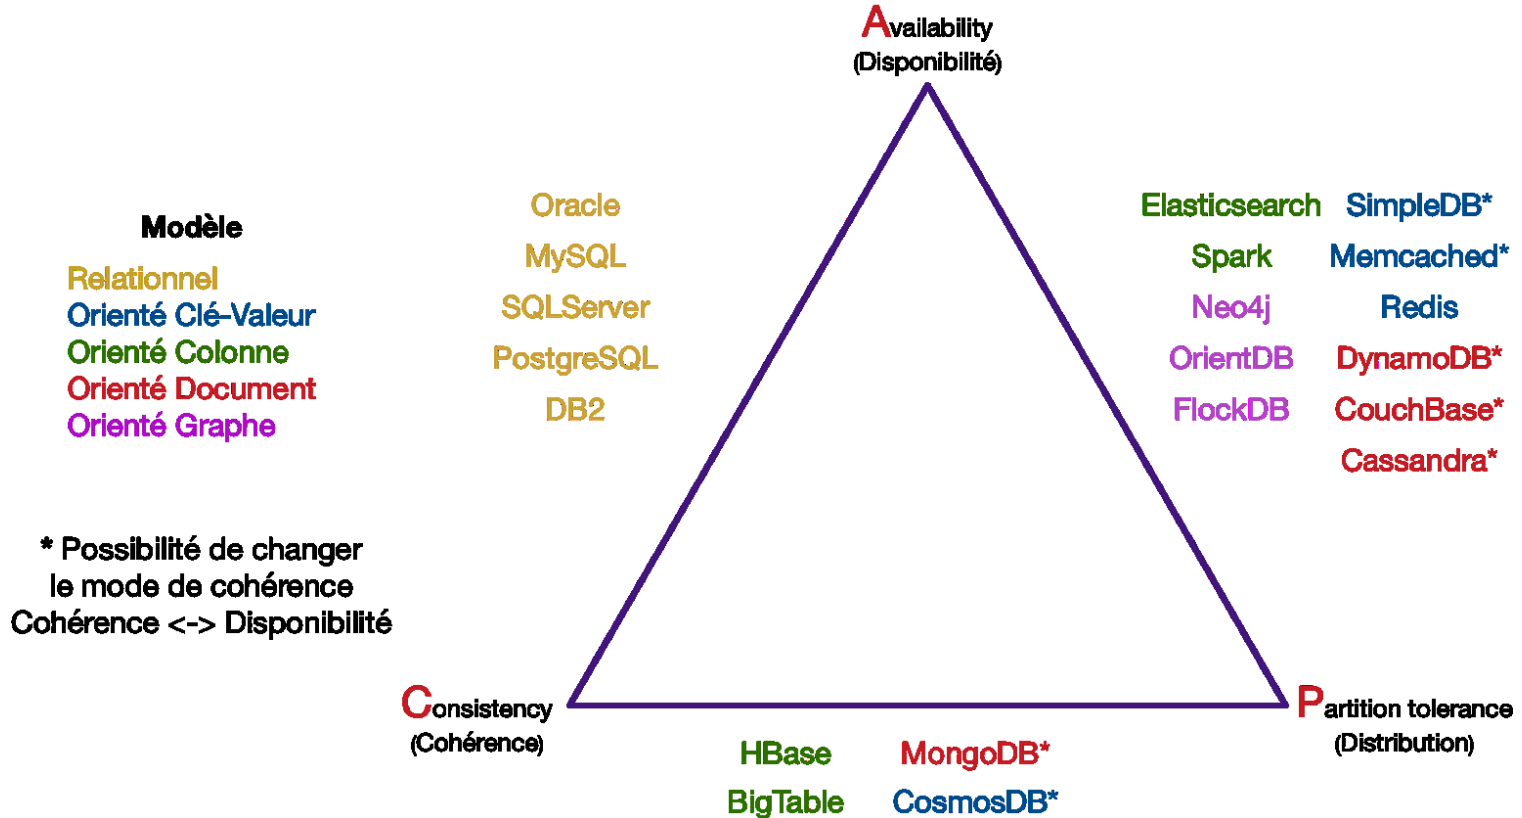 Availability
(Disponibilité)
Modèle
Relationnel
Orienté Clé-Valeur
Orienté Colonne
Orienté Document
Orienté Graphe
* Possibilité de changer
le mode de cohérence
Cohérence <-> Disponibilité
Oracle
MySQL
SQLServer
PostgreSQL
DB2
Elasticsearch SimpleDB*
Spark Memcached*
Neo4j Redis
OrientDB DynamoDB*
FlockDB CouchBase*
Cassandra*
Consistency
(Cohérence)
Partition tolerance
(Distribution)
HBase MongoDB*
BigTable CosmosDB*